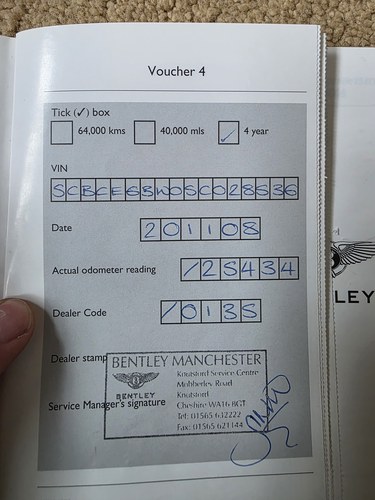 Voucher 4
Tick (✓) box
64,000 kms 40,000 mls ✓ 4 year
VIN
SCBCE63W0SC028536
Date 201108
Actual odometer reading /25434
Dealer Code /0135
Dealer stamp
BENTLEY MANCHESTER
BENTLEY
Knutsford Service Centre
Mobberley Road
Knutsford
Cheshire WA16 8GT
Tel: 01565 632222
Fax: 01565 621344
Service Manager's signature
LEY